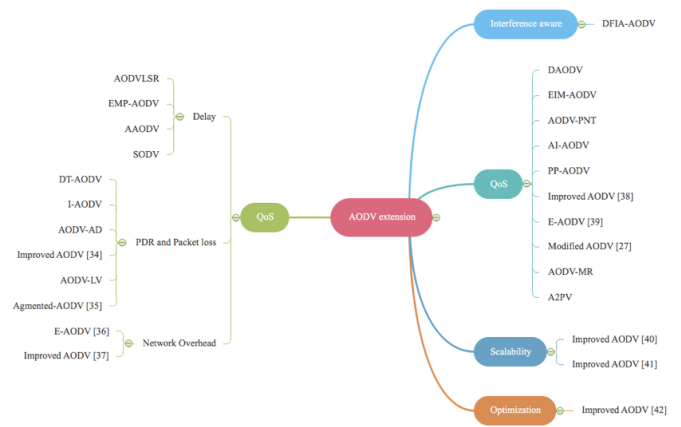 AODV extension
Interference aware
DFIA-AODV
QoS
DAODV
EIM-AODV
AODV-PNT
AI-AODV
PP-AODV
Improved AODV [38]
E-AODV [39]
Modified AODV [27]
AODV-MR
A2PV
Scalability
Improved AODV [40]
Improved AODV [41]
Optimization
Improved AODV [42]
QoS
Delay
AODVLSR
EMP-AODV
AAODV
SODV
PDR and Packet loss
DT-AODV
I-AODV
AODV-AD
Improved AODV [34]
AODV-LV
Agmented-AODV [35]
Network Overhead
E-AODV [36]
Improved AODV [37]